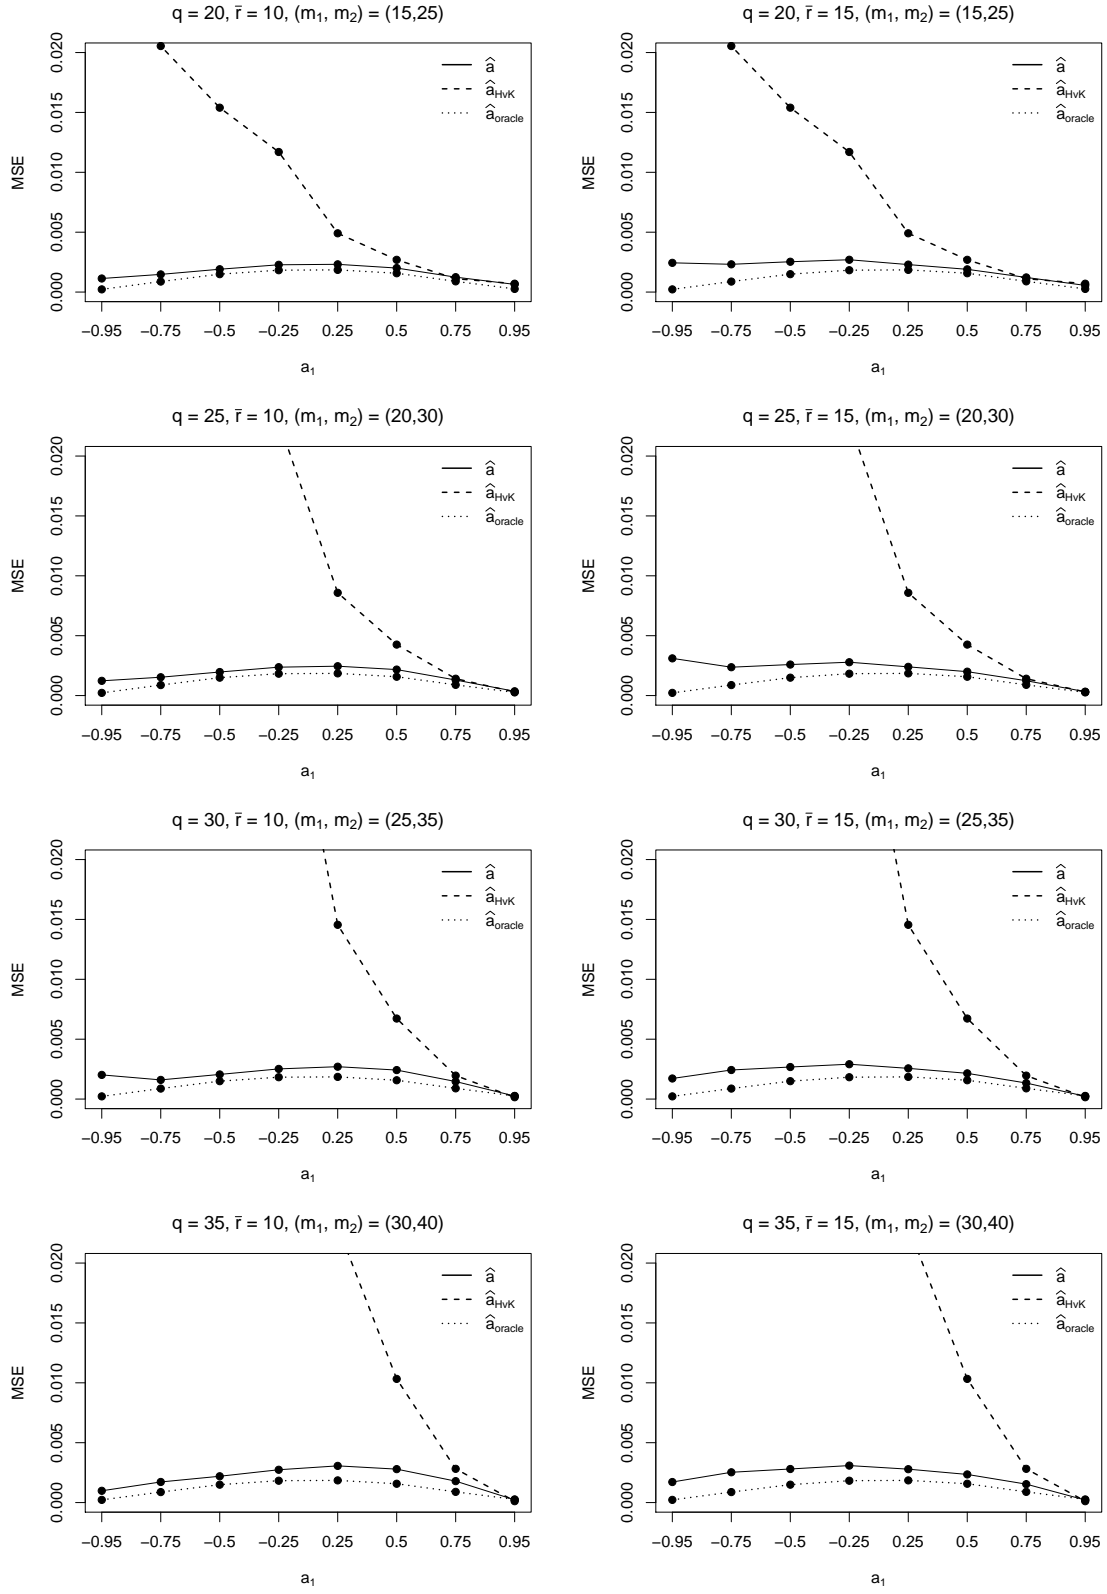 q = 20, r̄ = 10, (m₁, m₂) = (15,25)
MSE
0.000 0.005 0.010 0.015 0.020
â
â_HvK
â_oracle
−0.95 −0.75 −0.5 −0.25 0.25 0.5 0.75 0.95
a₁
q = 20, r̄ = 15, (m₁, m₂) = (15,25)
MSE
0.000 0.005 0.010 0.015 0.020
â
â_HvK
â_oracle
−0.95 −0.75 −0.5 −0.25 0.25 0.5 0.75 0.95
a₁
q = 25, r̄ = 10, (m₁, m₂) = (20,30)
MSE
0.000 0.005 0.010 0.015 0.020
â
â_HvK
â_oracle
−0.95 −0.75 −0.5 −0.25 0.25 0.5 0.75 0.95
a₁
q = 25, r̄ = 15, (m₁, m₂) = (20,30)
MSE
0.000 0.005 0.010 0.015 0.020
â
â_HvK
â_oracle
−0.95 −0.75 −0.5 −0.25 0.25 0.5 0.75 0.95
a₁
q = 30, r̄ = 10, (m₁, m₂) = (25,35)
MSE
0.000 0.005 0.010 0.015 0.020
â
â_HvK
â_oracle
−0.95 −0.75 −0.5 −0.25 0.25 0.5 0.75 0.95
a₁
q = 30, r̄ = 15, (m₁, m₂) = (25,35)
MSE
0.000 0.005 0.010 0.015 0.020
â
â_HvK
â_oracle
−0.95 −0.75 −0.5 −0.25 0.25 0.5 0.75 0.95
a₁
q = 35, r̄ = 10, (m₁, m₂) = (30,40)
MSE
0.000 0.005 0.010 0.015 0.020
â
â_HvK
â_oracle
−0.95 −0.75 −0.5 −0.25 0.25 0.5 0.75 0.95
a₁
q = 35, r̄ = 15, (m₁, m₂) = (30,40)
MSE
0.000 0.005 0.010 0.015 0.020
â
â_HvK
â_oracle
−0.95 −0.75 −0.5 −0.25 0.25 0.5 0.75 0.95
a₁